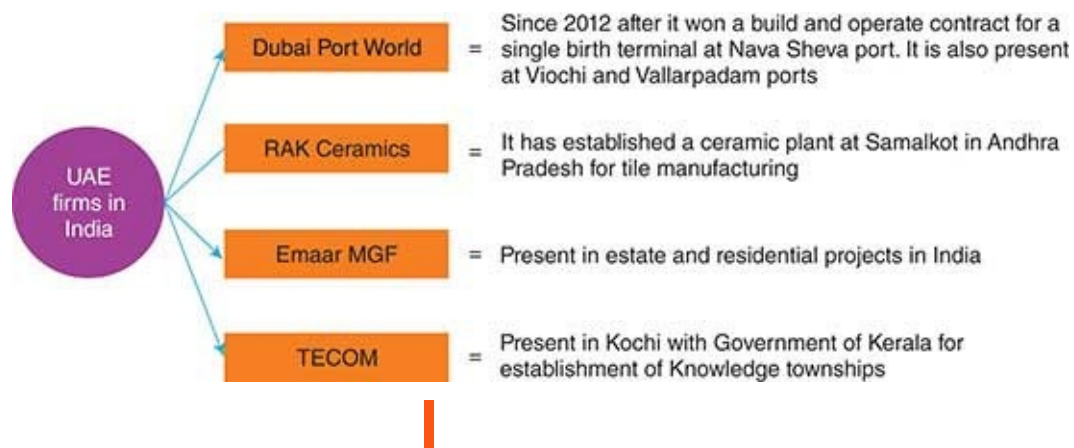 UAE
firms in
India
Dubai Port World
=
Since 2012 after it won a build and operate contract for a
single birth terminal at Nava Sheva port. It is also present
at Viochi and Vallarpadam ports
RAK Ceramics
=
It has established a ceramic plant at Samalkot in Andhra
Pradesh for tile manufacturing
Emaar MGF
=
Present in estate and residential projects in India
TECOM
=
Present in Kochi with Government of Kerala for
establishment of Knowledge townships